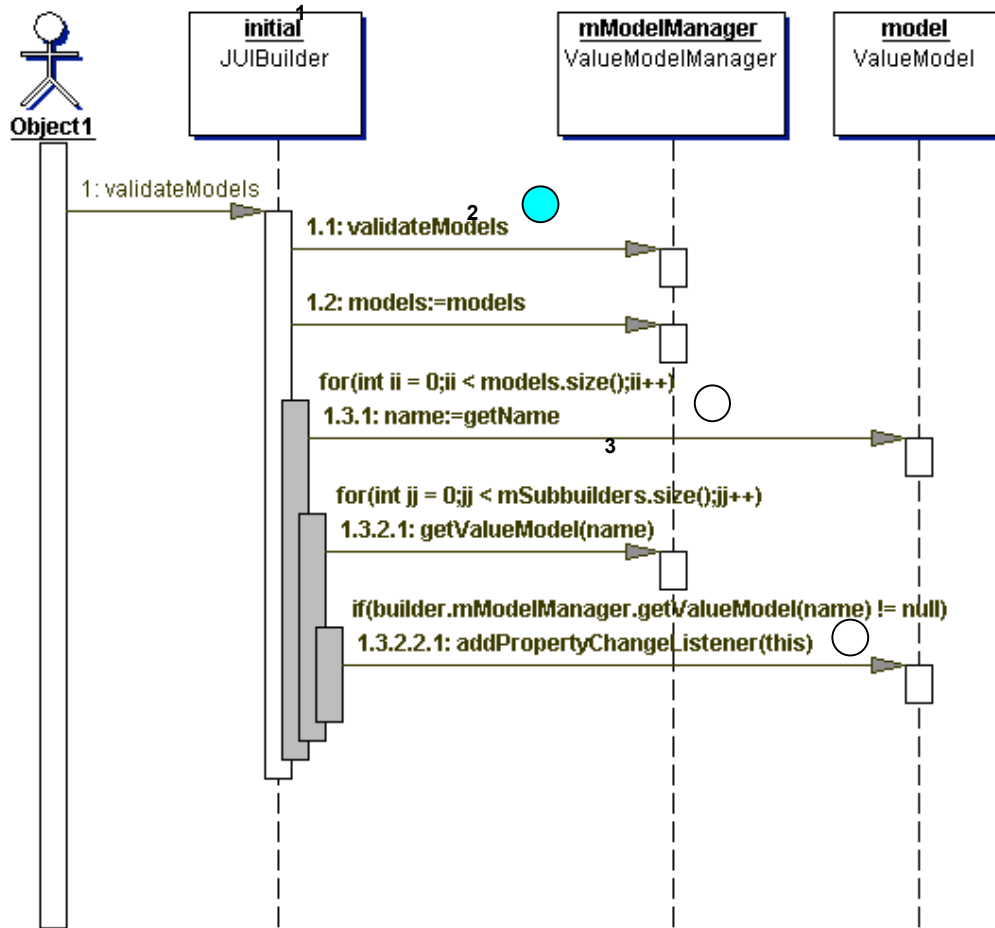 1
initial
JUIBuilder
mModelManager
ValueModelManager
model
ValueModel
Object1
1: validateModels
2
1.1: validateModels
1.2: models:=models
for(int ii = 0;ii < models.size();ii++)
1.3.1: name:=getName
3
for(int jj = 0;jj < mSubbuilders.size();jj++)
1.3.2.1: getValueModel(name)
if(builder.mModelManager.getValueModel(name) != null)
1.3.2.2.1: addPropertyChangeListener(this)